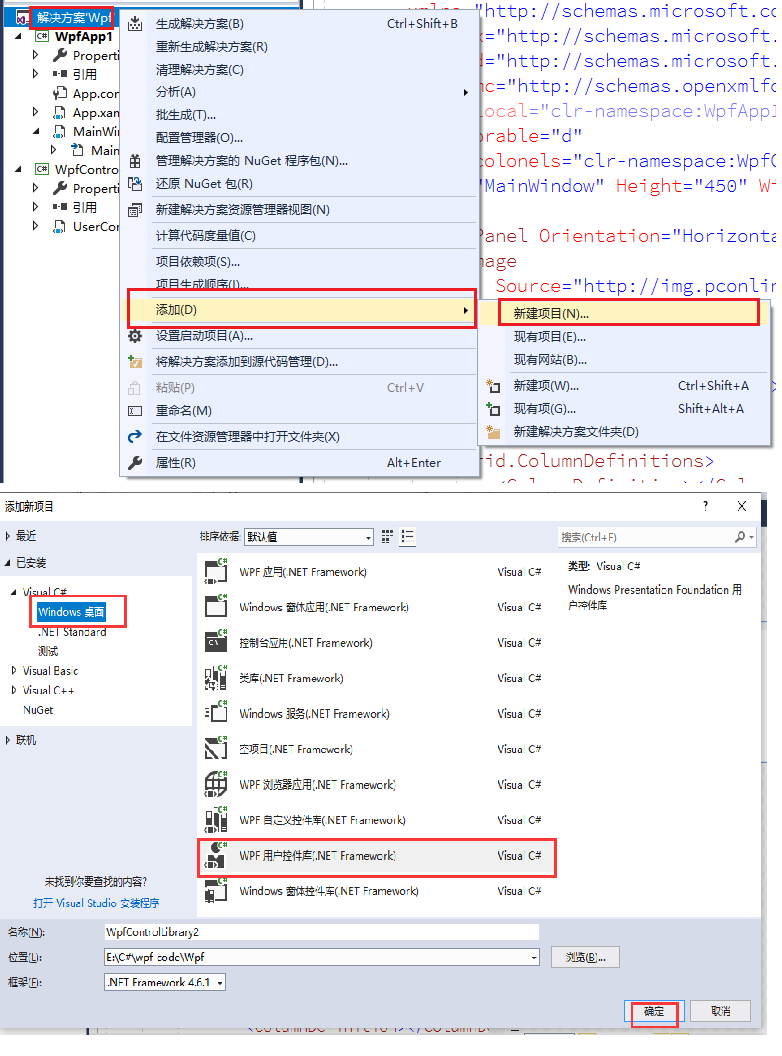 解决方案'Wpf
WpfApp1
Properti
引用
App.con
App.xam
MainWi
Main
WpfContro
Properti
引用
UserCor
生成解决方案(B) Ctrl+Shift+B
重新生成解决方案(R)
清理解决方案(C)
分析(A)
批生成(T)...
配置管理器(O)...
管理解决方案的 NuGet 程序包(N)...
还原 NuGet 包(R)
新建解决方案资源管理器视图(N)
计算代码度量值(C)
项目依赖项(S)...
项目生成顺序(I)...
添加(D)
设置启动项目(A)...
将解决方案添加到源代码管理(D)...
粘贴(P) Ctrl+V
重命名(M)
在文件资源管理器中打开文件夹(X)
属性(R) Alt+Enter
xmlns="http://schemas.microsoft.co
x="http://schemas.microsoft.
d="http://schemas.microsoft.
mc="http://schemas.openxmlfo
local="clr-namespace:WpfApp1
orable="d"
colonels="clr-namespace:WpfC
"MainWindow" Height="450" Wi
Panel Orientation="Horizonta
mage
Source="http://img.pconlin
新建项目(N)...
现有项目(E)...
现有网站(B)...
新建项(W)... Ctrl+Shift+A
现有项(G)... Shift+Alt+A
新建解决方案文件夹(D)
rid.ColumnDefinitions>
添加新项目
? X
最近
已安装
Visual C#
Windows 桌面
.NET Standard
测试
Visual Basic
Visual C++
NuGet
联机
未找到你要查找的内容?
打开 Visual Studio 安装程序
排序依据: 默认值
搜索(Ctrl+E)
WPF 应用(.NET Framework) Visual C#
Windows 窗体应用(.NET Framework) Visual C#
控制台应用(.NET Framework) Visual C#
类库(.NET Framework) Visual C#
Windows 服务(.NET Framework) Visual C#
空项目(.NET Framework) Visual C#
WPF 浏览器应用(.NET Framework) Visual C#
WPF 自定义控件库(.NET Framework) Visual C#
WPF 用户控件库(.NET Framework) Visual C#
Windows 窗体控件库(.NET Framework) Visual C#
类型: Visual C#
Windows Presentation Foundation 用
户控件库
名称(N): WpfControlLibrary2
位置(L): E:\C#\wpf-code\Wpf
浏览(B)...
框架(F): .NET Framework 4.6.1
确定 取消